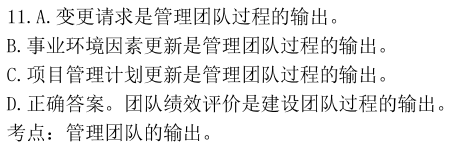 11.A.变更请求是管理团队过程的输出。
B.事业环境因素更新是管理团队过程的输出。
C.项目管理计划更新是管理团队过程的输出。
D.正确答案。团队绩效评价是建设团队过程的输出。
考点：管理团队的输出。